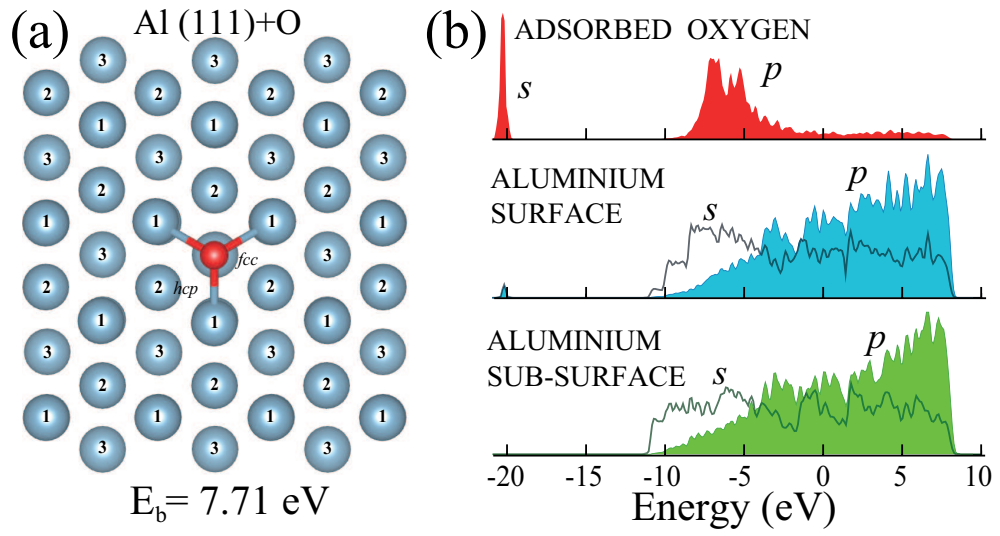 (a)
Al (111)+O
3 3 3
2 2 2 2
1 1 1
3 3 3 3
2 2 2
1 1 1 1
3 fcc 3
2 hcp 2 2 2
1 1 1
3 3 3 3
2 2 2
1 1 1 1
3 3 3
E_b= 7.71 eV
(b)
ADSORBED OXYGEN
s
p
ALUMINIUM
SURFACE
s
p
ALUMINIUM
SUB-SURFACE
s
p
-20 -15 -10 -5 0 5 10
Energy (eV)